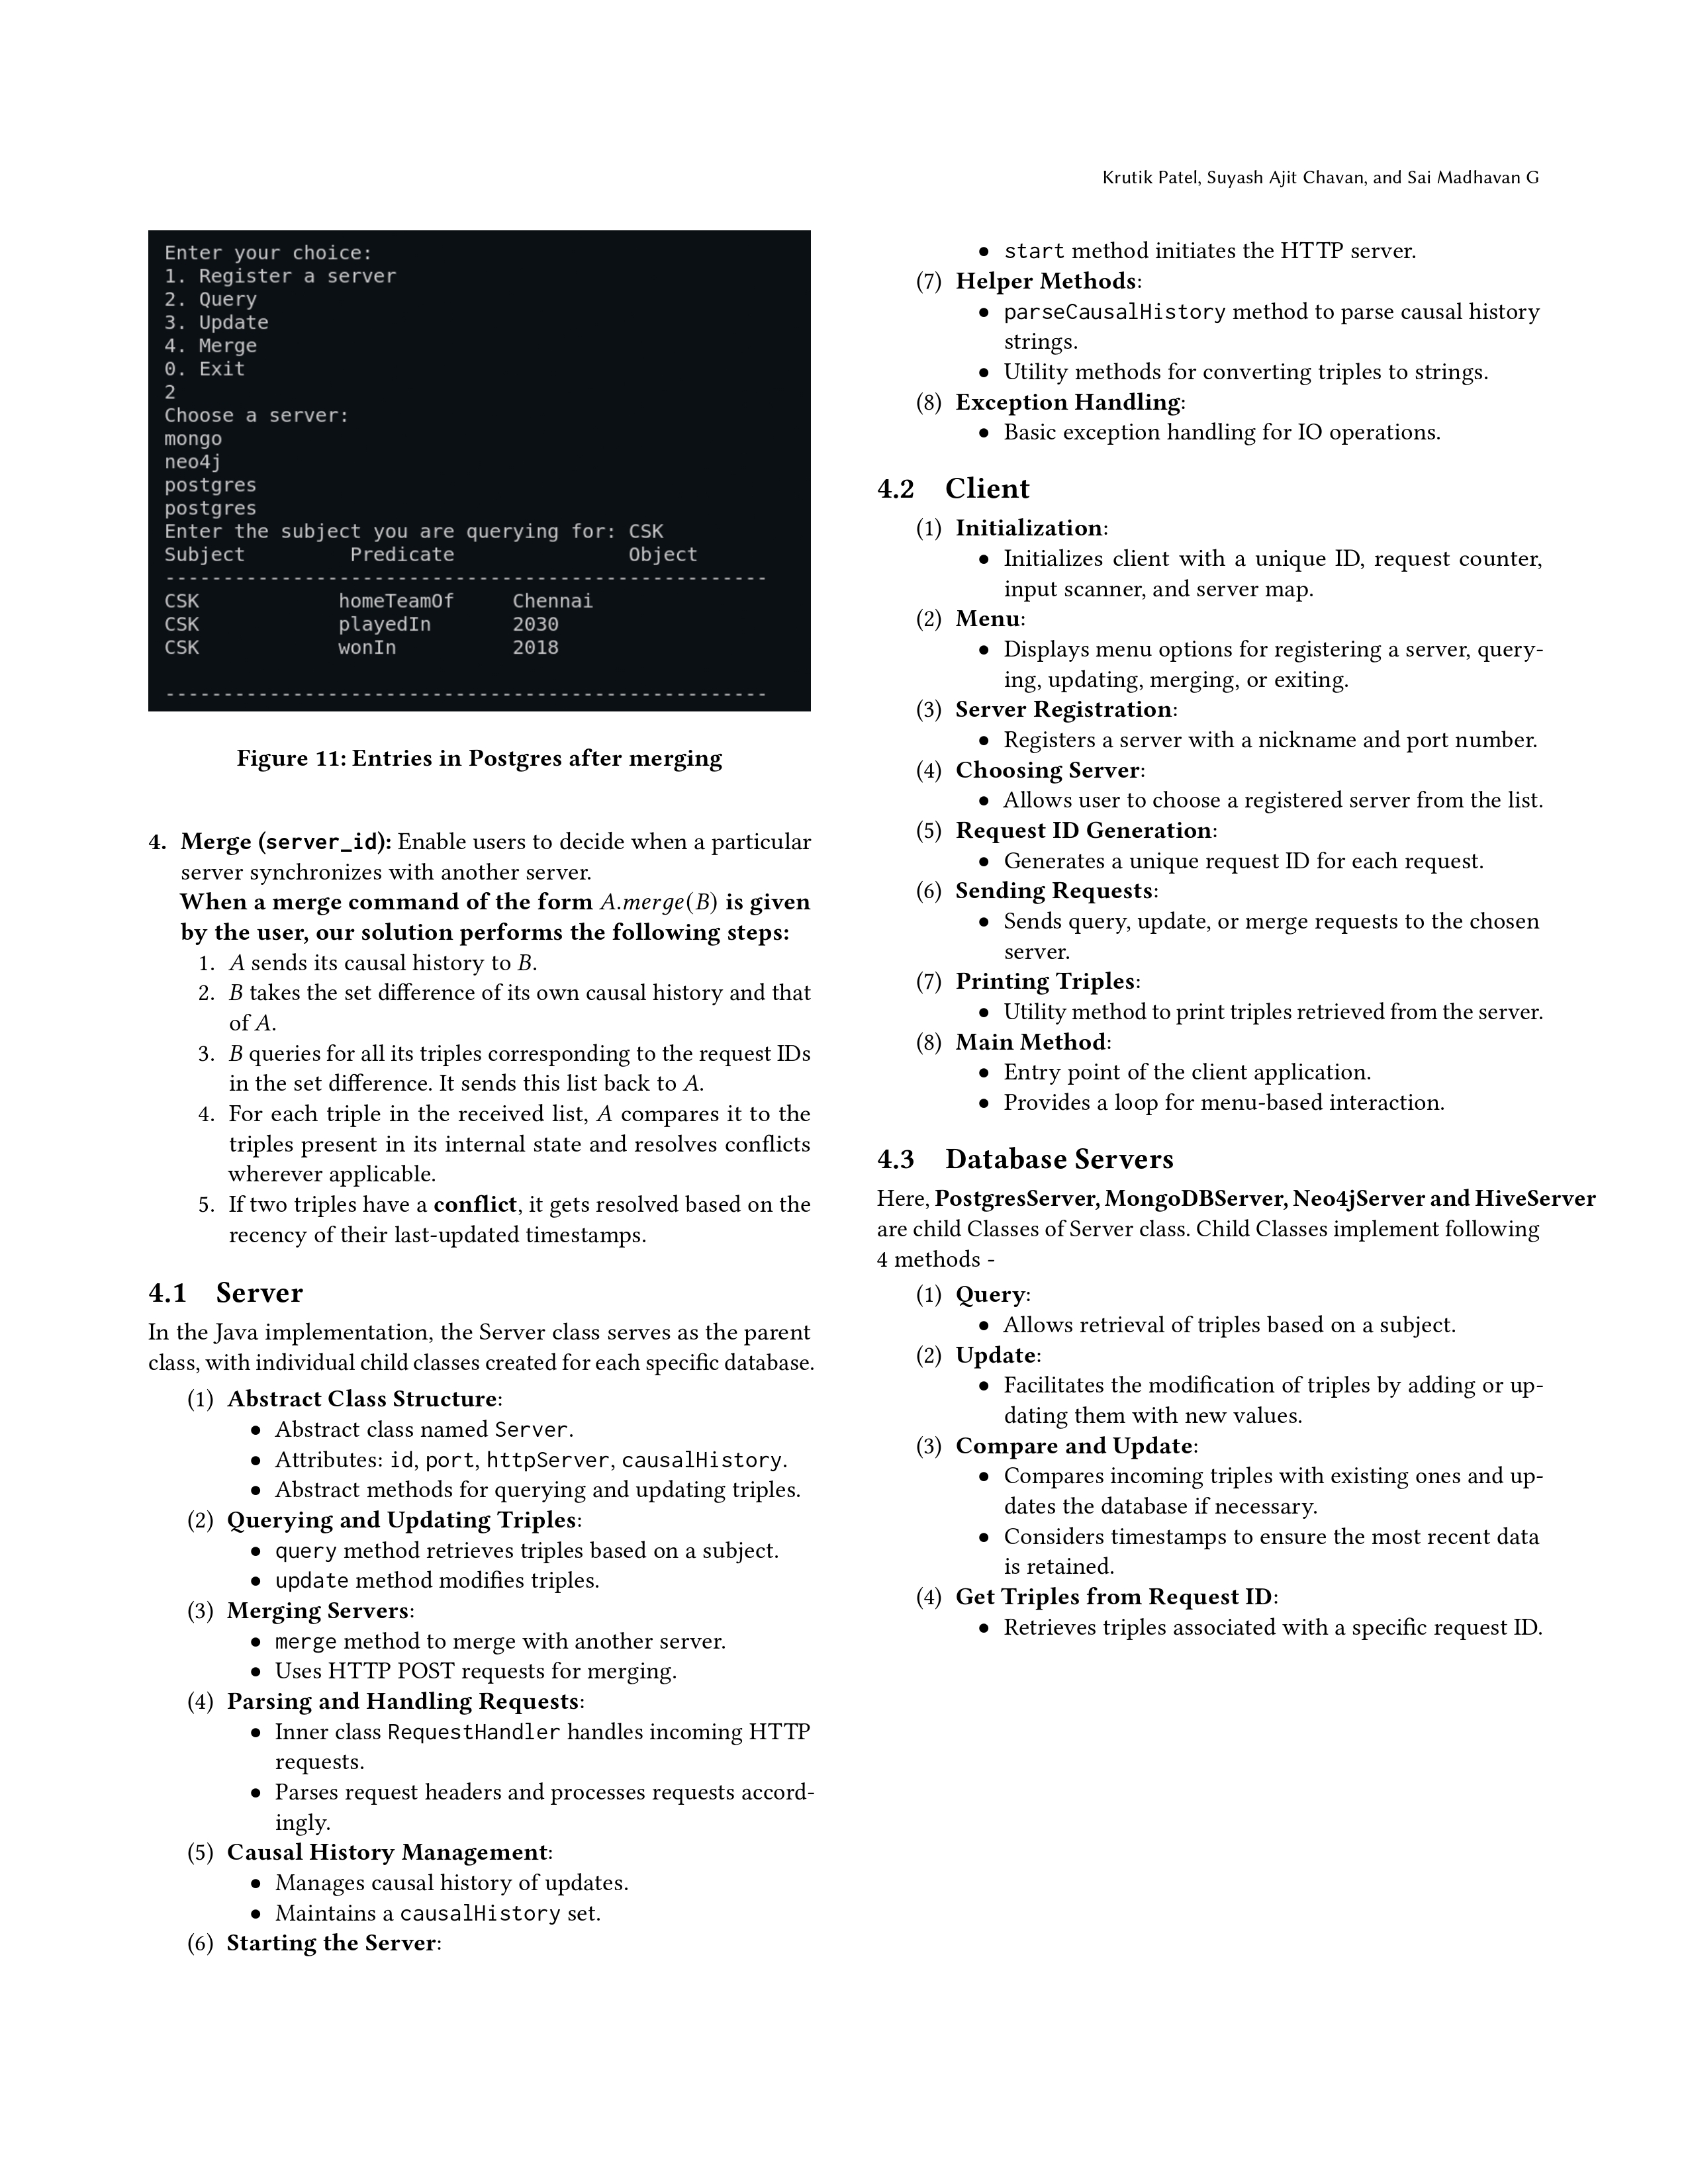 Krutik Patel, Suyash Ajit Chavan, and Sai Madhavan G
Enter your choice:
1. Register a server
2. Query
3. Update
4. Merge
0. Exit
2
Choose a server:
mongo
neo4j
postgres
postgres
Enter the subject you are querying for: CSK
Subject Predicate Object
----------------------------------------------------
CSK homeTeamOf Chennai
CSK playedIn 2030
CSK wonIn 2018
----------------------------------------------------
Figure 11: Entries in Postgres after merging
4. Merge (server_id): Enable users to decide when a particular
server synchronizes with another server.
When a merge command of the form A.merge(B) is given
by the user, our solution performs the following steps:
1. A sends its causal history to B.
2. B takes the set difference of its own causal history and that
of A.
3. B queries for all its triples corresponding to the request IDs
in the set difference. It sends this list back to A.
4. For each triple in the received list, A compares it to the
triples present in its internal state and resolves conflicts
wherever applicable.
5. If two triples have a conflict, it gets resolved based on the
recency of their last-updated timestamps.
4.1 Server
In the Java implementation, the Server class serves as the parent
class, with individual child classes created for each specific database.
(1) Abstract Class Structure:
• Abstract class named Server.
• Attributes: id, port, httpServer, causalHistory.
• Abstract methods for querying and updating triples.
(2) Querying and Updating Triples:
• query method retrieves triples based on a subject.
• update method modifies triples.
(3) Merging Servers:
• merge method to merge with another server.
• Uses HTTP POST requests for merging.
(4) Parsing and Handling Requests:
• Inner class RequestHandler handles incoming HTTP
requests.
• Parses request headers and processes requests accord-
ingly.
(5) Causal History Management:
• Manages causal history of updates.
• Maintains a causalHistory set.
(6) Starting the Server:
• start method initiates the HTTP server.
(7) Helper Methods:
• parseCausalHistory method to parse causal history
strings.
• Utility methods for converting triples to strings.
(8) Exception Handling:
• Basic exception handling for IO operations.
4.2 Client
(1) Initialization:
• Initializes client with a unique ID, request counter,
input scanner, and server map.
(2) Menu:
• Displays menu options for registering a server, query-
ing, updating, merging, or exiting.
(3) Server Registration:
• Registers a server with a nickname and port number.
(4) Choosing Server:
• Allows user to choose a registered server from the list.
(5) Request ID Generation:
• Generates a unique request ID for each request.
(6) Sending Requests:
• Sends query, update, or merge requests to the chosen
server.
(7) Printing Triples:
• Utility method to print triples retrieved from the server.
(8) Main Method:
• Entry point of the client application.
• Provides a loop for menu-based interaction.
4.3 Database Servers
Here, PostgresServer, MongoDBServer, Neo4jServer and HiveServer
are child Classes of Server class. Child Classes implement following
4 methods -
(1) Query:
• Allows retrieval of triples based on a subject.
(2) Update:
• Facilitates the modification of triples by adding or up-
dating them with new values.
(3) Compare and Update:
• Compares incoming triples with existing ones and up-
dates the database if necessary.
• Considers timestamps to ensure the most recent data
is retained.
(4) Get Triples from Request ID:
• Retrieves triples associated with a specific request ID.